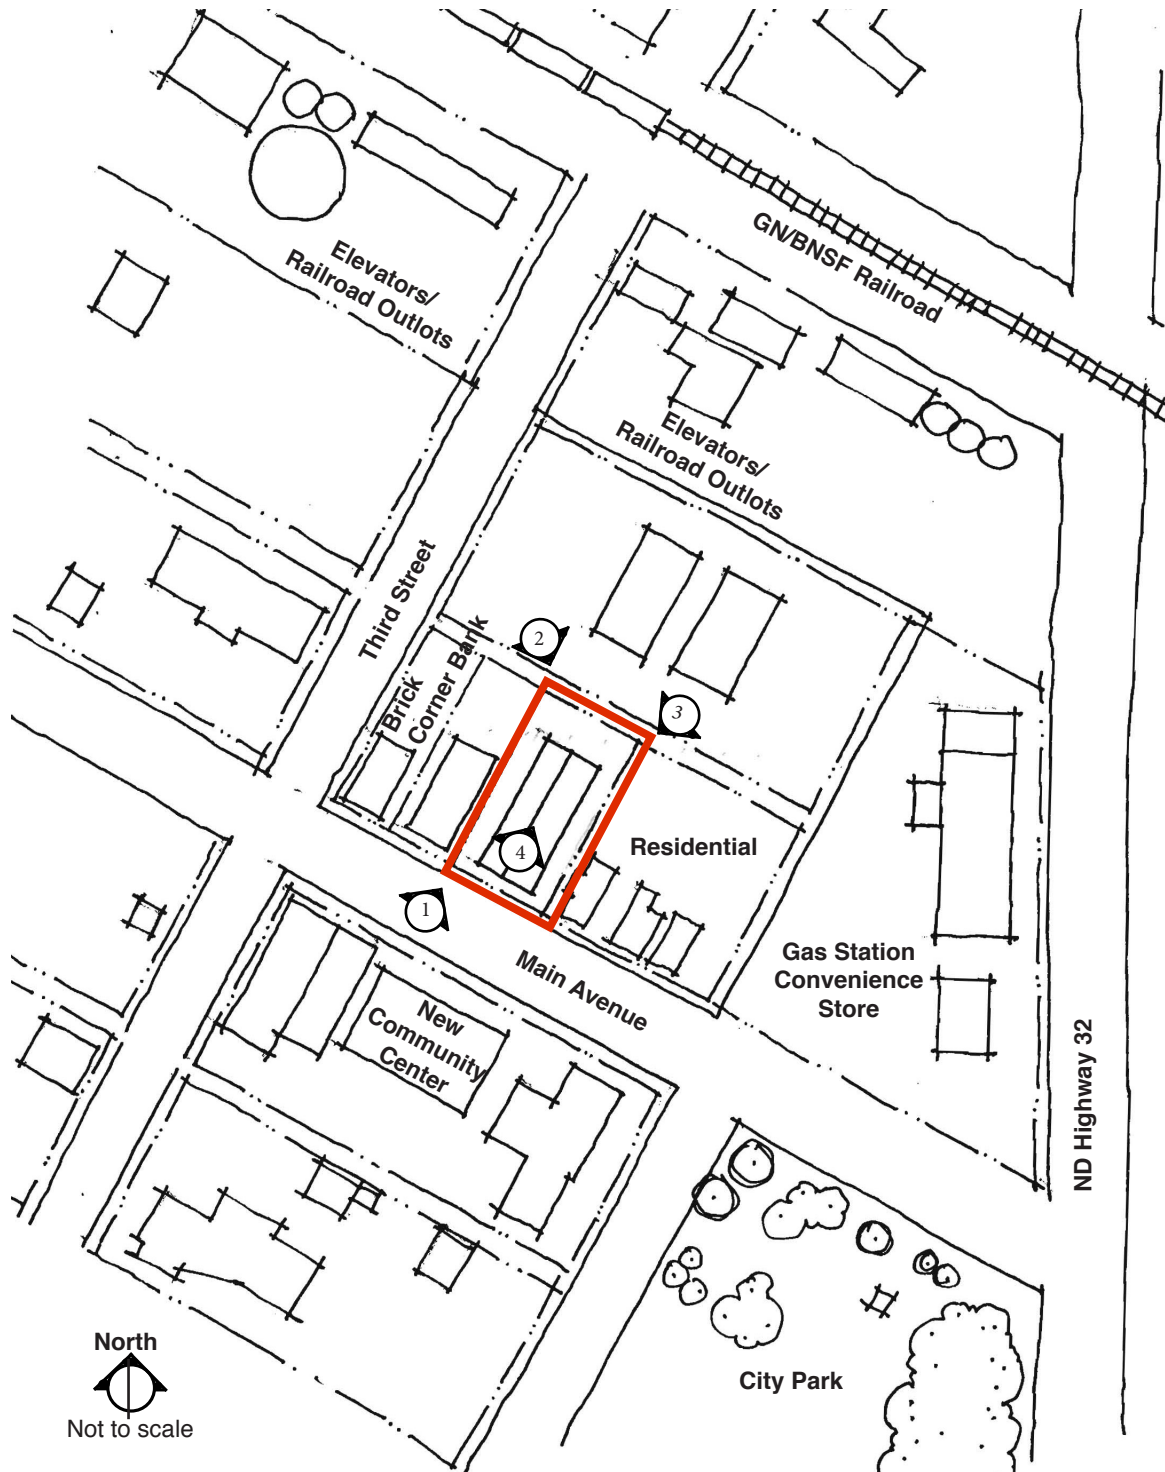 GN/BNSF Railroad
Elevators/
Railroad Outlots
Elevators/
Railroad Outlots
Third Street
Brick
Corner Bank
2
3
4
1
Residential
Main Avenue
Gas Station
Convenience
Store
New
Community
Center
ND Highway 32
City Park
North
Not to scale